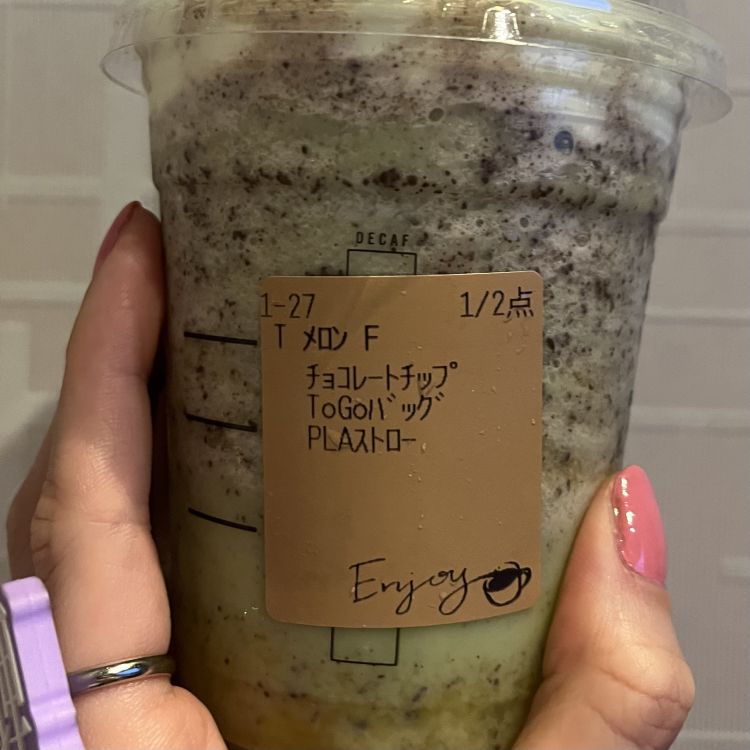 DECAF
1-27 1/2点
T メロン F
チョコレートチップ
ToGoバッグ
PLAストロー
Enjoy